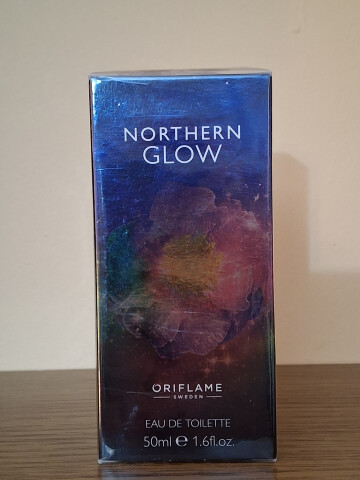 NORTHERN
GLOW
ORIFLAME
SWEDEN
EAU DE TOILETTE
50ml ℮ 1.6fl.oz.